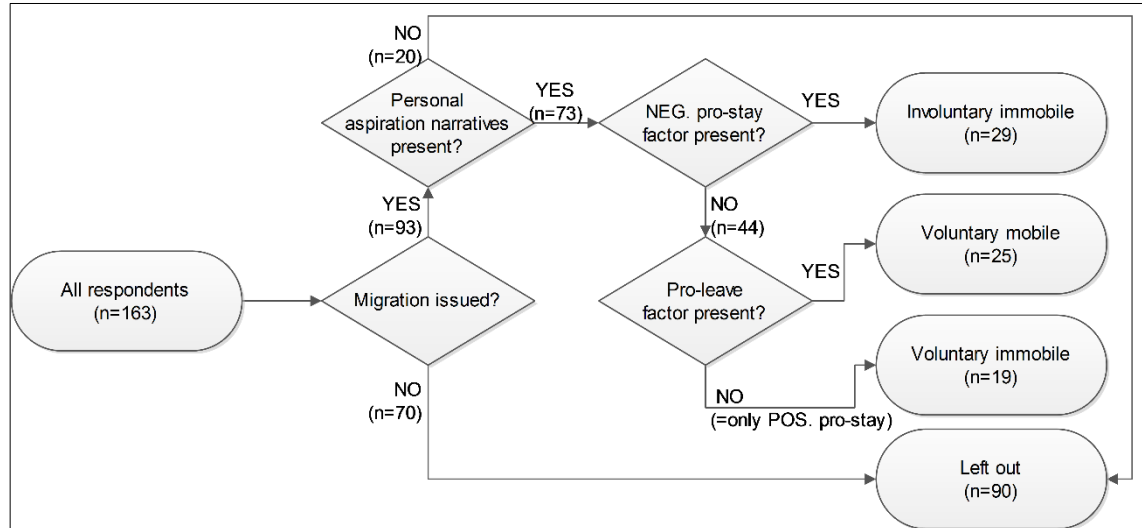 All respondents
(n=163)
Migration issued?
YES
(n=93)
NO
(n=70)
Personal
aspiration narratives
present?
NO
(n=20)
YES
(n=73)
NEG. pro-stay
factor present?
YES
Involuntary immobile
(n=29)
NO
(n=44)
Pro-leave
factor present?
YES
Voluntary mobile
(n=25)
NO
(=only POS. pro-stay)
Voluntary immobile
(n=19)
Left out
(n=90)